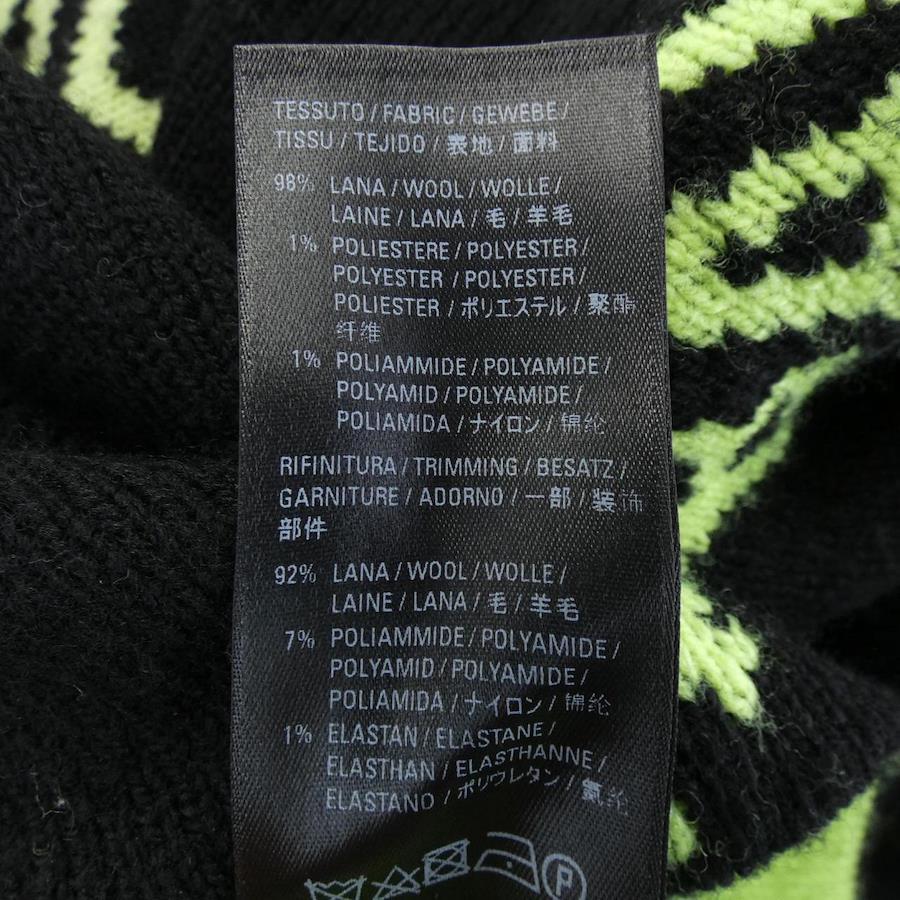 TESSUTO / FABRIC / GEWEBE /
TISSU / TEJIDO / 表地 / 面料
98% LANA / WOOL / WOLLE /
LAINE / LANA / 毛 / 羊毛
1% POLIESTERE / POLYESTER /
POLYESTER / POLYESTER /
POLIESTER / ポリエステル / 聚酯
纤维
1% POLIAMMIDE / POLYAMIDE /
POLYAMID / POLYAMIDE /
POLIAMIDA / ナイロン / 锦纶
RIFINITURA / TRIMMING / BESATZ /
GARNITURE / ADORNO / 一部 / 装饰
部件
92% LANA / WOOL / WOLLE /
LAINE / LANA / 毛 / 羊毛
7% POLIAMMIDE / POLYAMIDE /
POLYAMID / POLYAMIDE /
POLIAMIDA / ナイロン / 锦纶
1% ELASTAN / ELASTANE /
ELASTHAN / ELASTHANNE /
ELASTANO / ポリウレタン / 氨纶
P